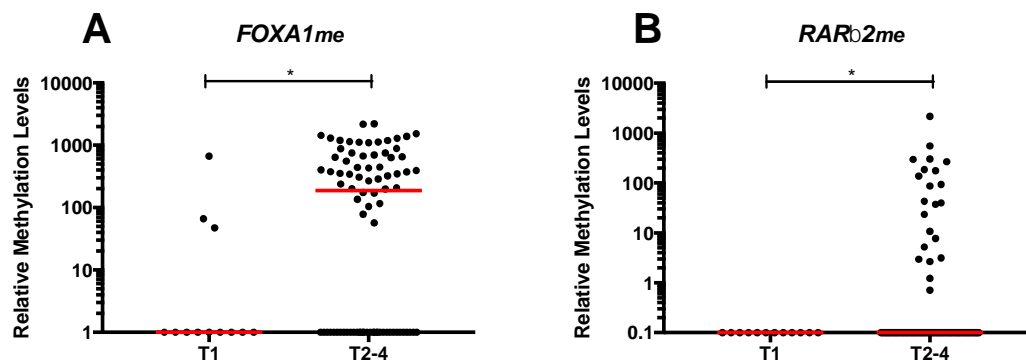 A
FOXA1me
*
Relative Methylation Levels
10000
1000
100
10
1
T1
T2-4
B
RARb2me
*
Relative Methylation Levels
10000
1000
100
10
1
0.1
T1
T2-4